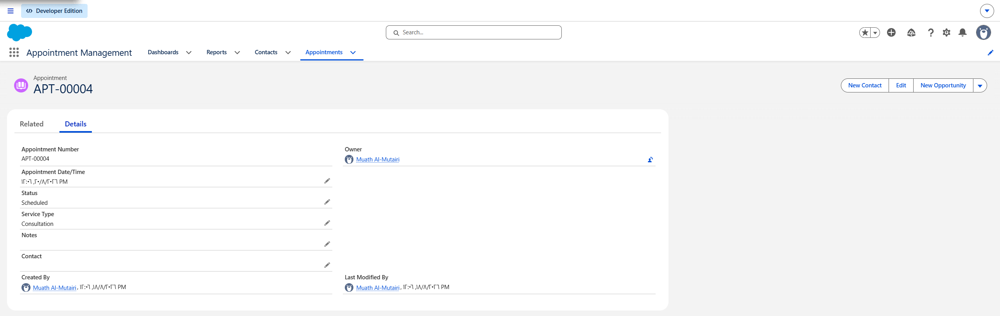 Developer Edition
Search...
Appointment Management
Dashboards
Reports
Contacts
Appointments
Appointment
APT-00004
New Contact
Edit
New Opportunity
Related
Details
Appointment Number
APT-00004
Owner
Muath Al-Mutairi
Appointment Date/Time
٢٠/٨/٢٠٢٦, ١٢:٠٦ PM
Status
Scheduled
Service Type
Consultation
Notes
Contact
Created By
Muath Al-Mutairi, ١٨/٨/٢٠٢٦, ١٢:٠٦ PM
Last Modified By
Muath Al-Mutairi, ١٨/٨/٢٠٢٦, ١٢:٠٦ PM